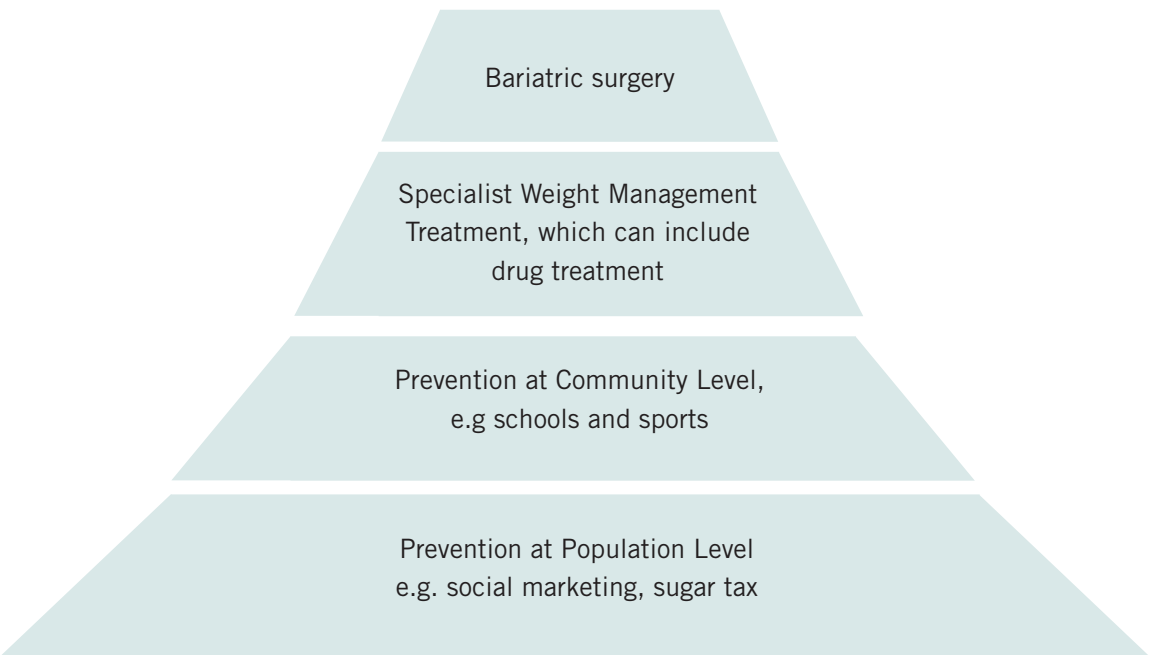 Bariatric surgery
Specialist Weight Management
Treatment, which can include
drug treatment
Prevention at Community Level,
e.g schools and sports
Prevention at Population Level
e.g. social marketing, sugar tax